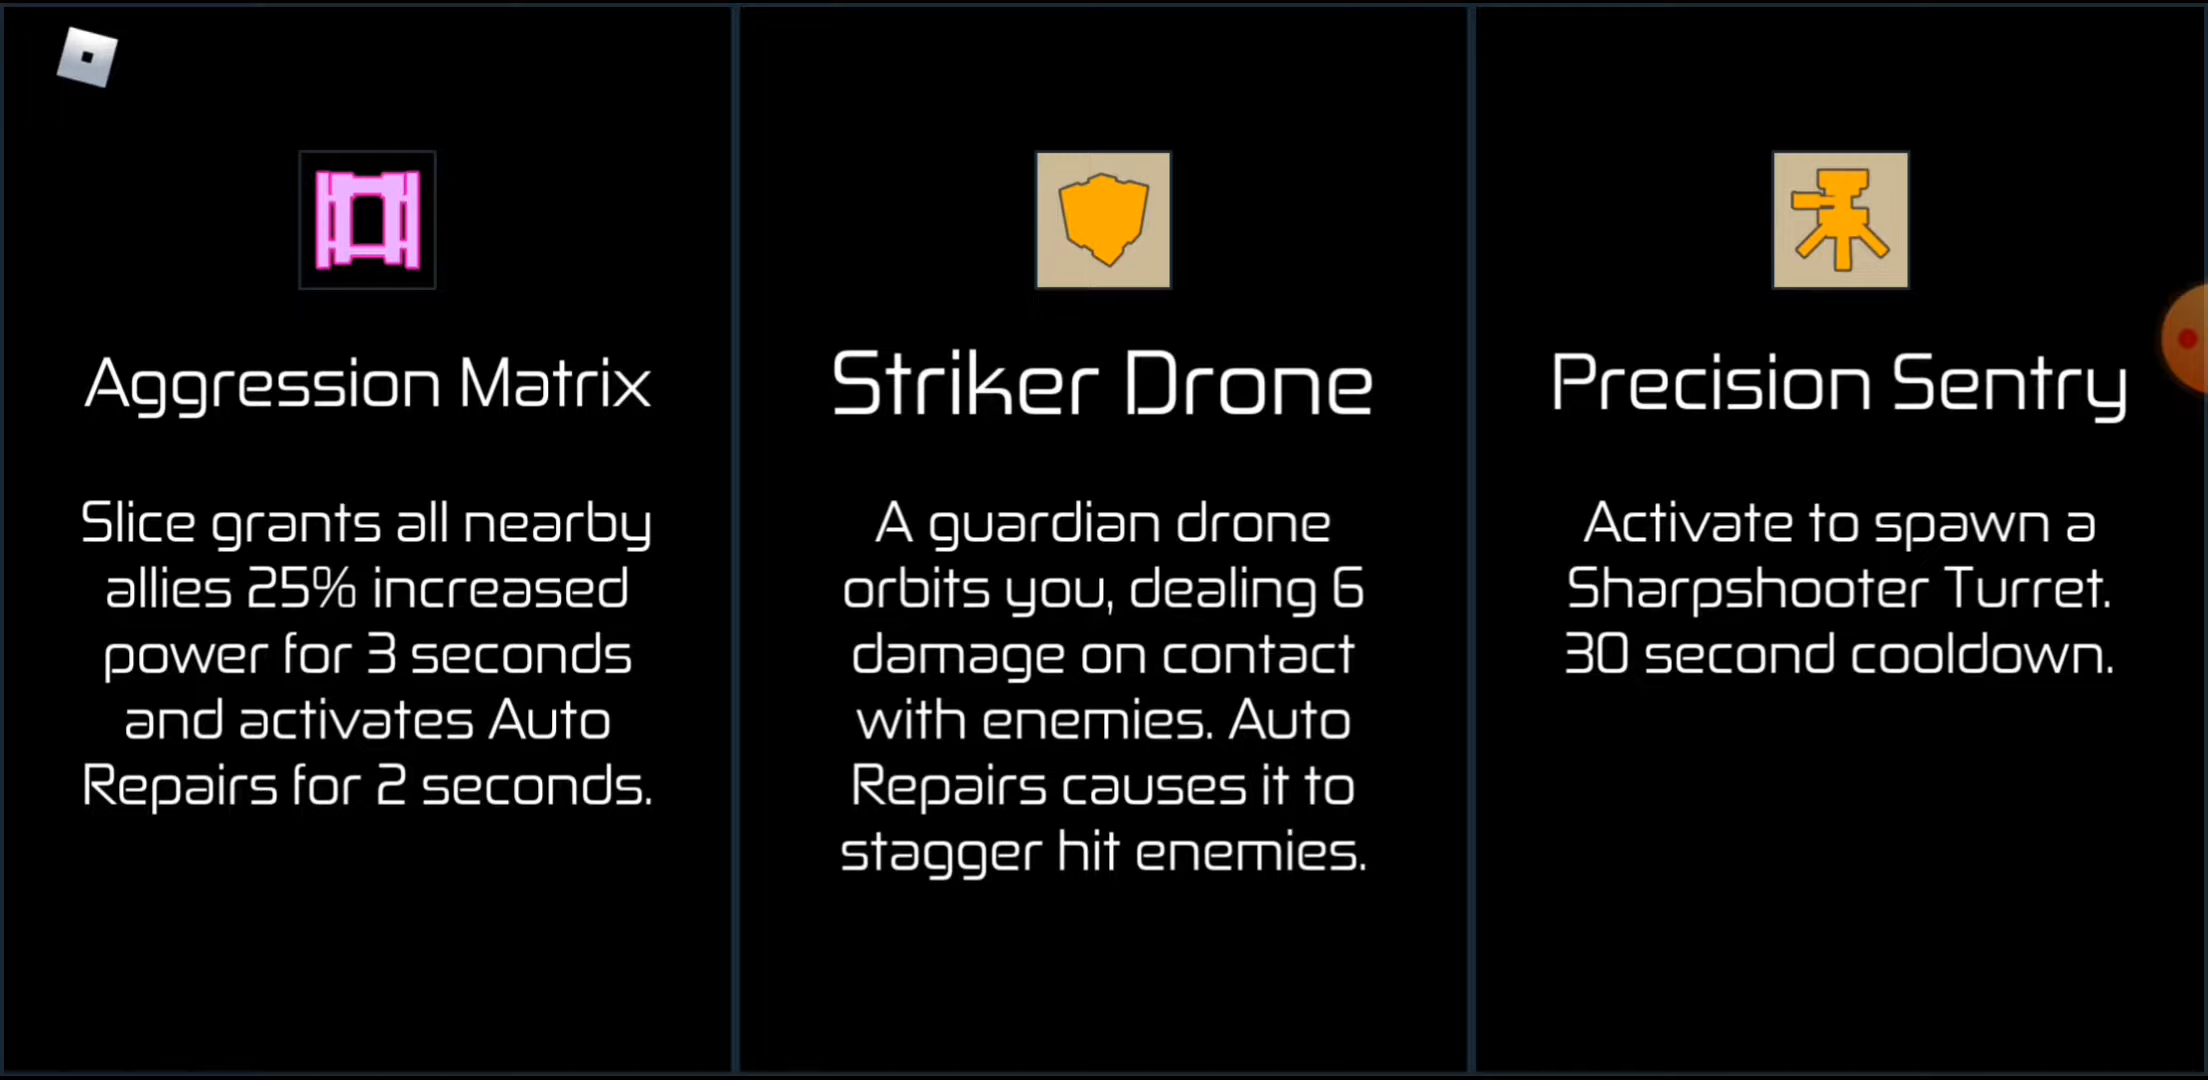 Aggression Matrix
Slice grants all nearby
allies 25% increased
power for 3 seconds
and activates Auto
Repairs for 2 seconds.
Striker Drone
A guardian drone
orbits you, dealing 6
damage on contact
with enemies. Auto
Repairs causes it to
stagger hit enemies.
Precision Sentry
Activate to spawn a
Sharpshooter Turret.
30 second cooldown.